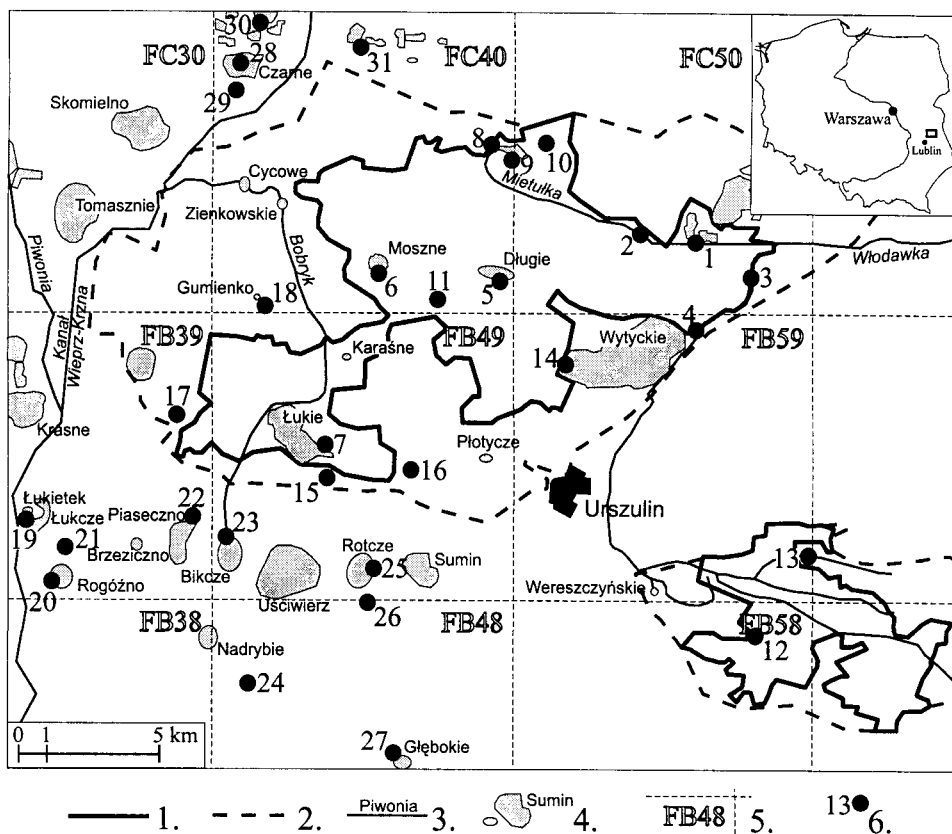 30
28
FC30
Czarne
29
31
FC40
FC50
Warszawa
Lublin
Skomielno
8
9
10
Mietułka
Cycowe
Tomasznie
Zienkowskie
Piwonia
Bobryk
Moszne
6
11
Długie
5
2
1
3
Włodawka
Gumienko
18
Kanał
Wieprz-Krzna
FB39
FB49
4
FB59
Karaśne
14
Wytyckie
17
Krasne
Łukie
7
Płotycze
16
15
Urszulin
Łukietek
19
Łukcze
21
Piaseczno
22
23
Brzeziczno
Rogóźno
20
Bikcze
Uściwierz
Rotcze
25
Sumin
26
Wereszczyńskie
13
FB38
FB48
FB58
12
Nadrybie
24
27
Głębokie
0 1 5 km
1. 2. Piwonia 3. Sumin 4. FB48 5. 13 6.